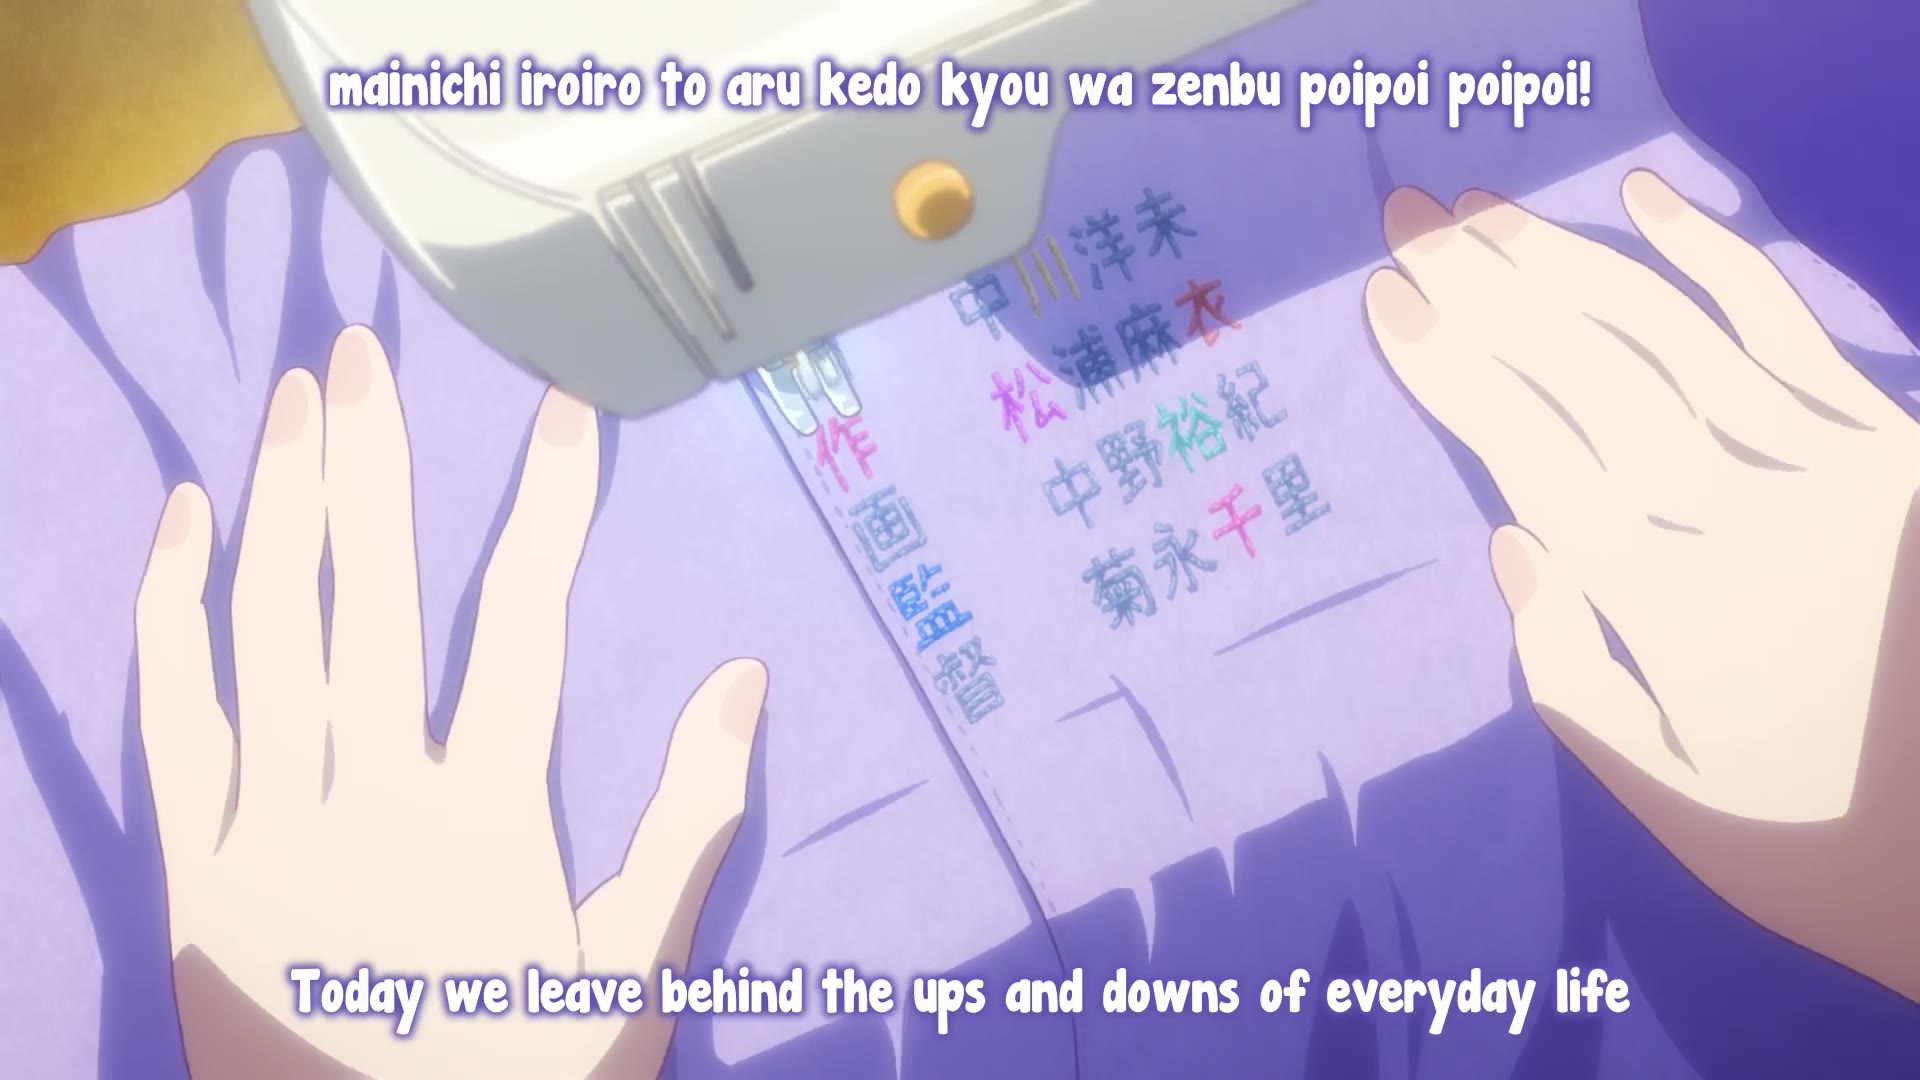 mainichi iroiro to aru kedo kyou wa zenbu poipoi poipoi!
作画監督
中川洋未
松浦麻衣
中野裕紀
菊永千里
Today we leave behind the ups and downs of everyday life